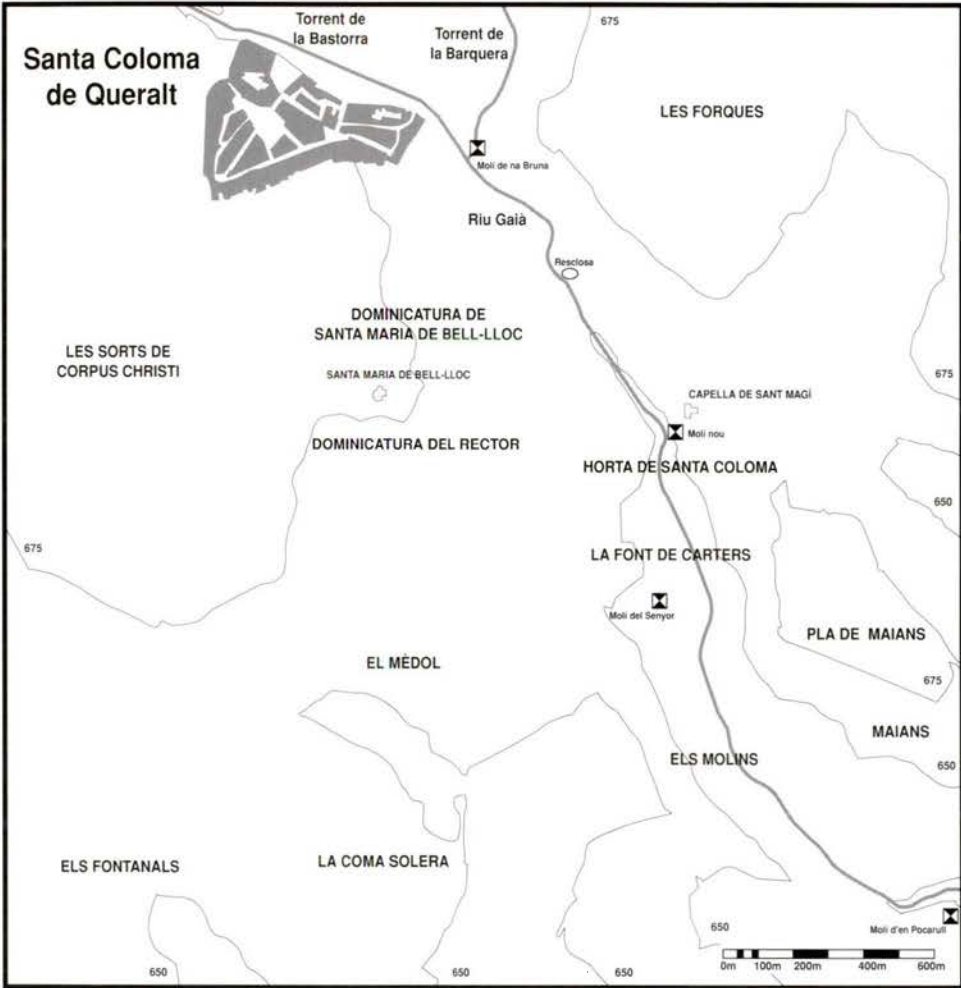 Santa Coloma
de Queralt
Torrent de
la Bastorra
Torrent de
la Barquera
675
LES FORQUES
Molí de na Bruna
Riu Gaià
Resclosa
DOMINICATURA DE
SANTA MARIA DE BELL-LLOC
LES SORTS DE
CORPUS CHRISTI
SANTA MARIA DE BELL-LLOC
675
CAPELLA DE SANT MAGÍ
Molí nou
DOMINICATURA DEL RECTOR
HORTA DE SANTA COLOMA
650
675
LA FONT DE CARTERS
Molí del Senyor
PLA DE MAIANS
EL MÈDOL
675
MAIANS
ELS MOLINS
650
ELS FONTANALS
LA COMA SOLERA
Molí d'en Pocarull
650
0m 100m 200m 400m 600m
650
650
650